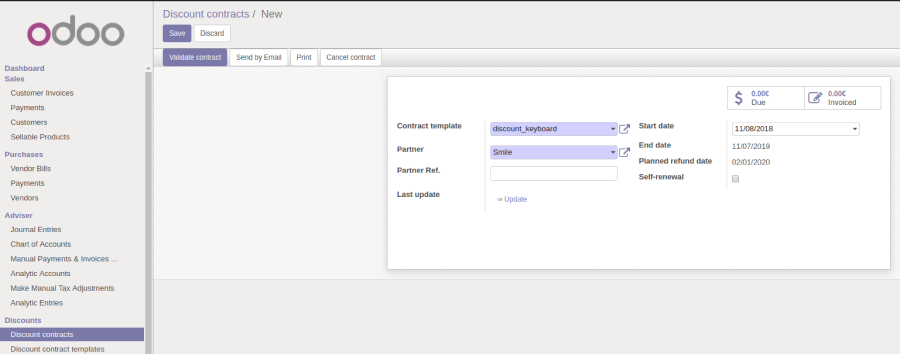 odoo
Dashboard
Sales
Customer Invoices
Payments
Customers
Sellable Products
Purchases
Vendor Bills
Payments
Vendors
Adviser
Journal Entries
Chart of Accounts
Manual Payments & Invoices ...
Analytic Accounts
Make Manual Tax Adjustments
Analytic Entries
Discounts
Discount contracts
Discount contract templates
Discount contracts / New
Save Discard
Validate contract Send by Email Print Cancel contract
$ 0.00€ Due
0.00€ Invoiced
Contract template discount_keyboard
Partner Smile
Partner Ref.
Last update Update
Start date 11/08/2018
End date 11/07/2019
Planned refund date 02/01/2020
Self-renewal